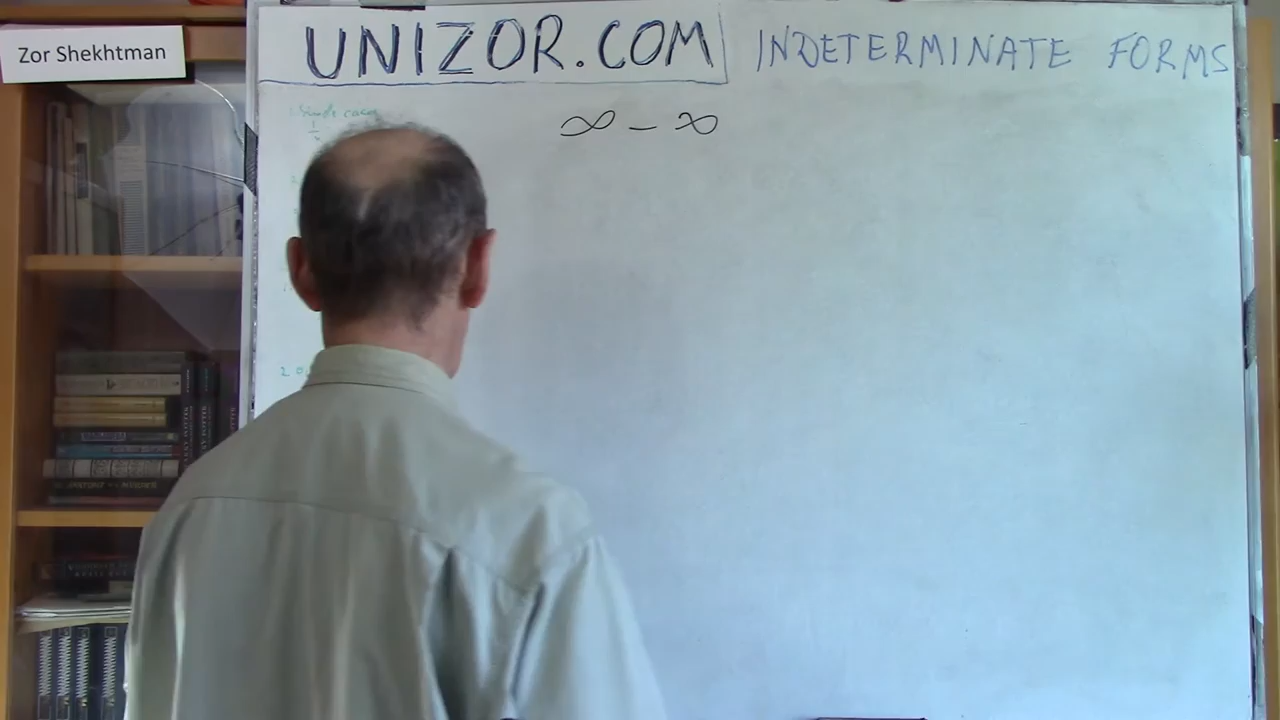 Zor Shekhtman
UNIZOR.COM
INDETERMINATE FORMS
∞ - ∞